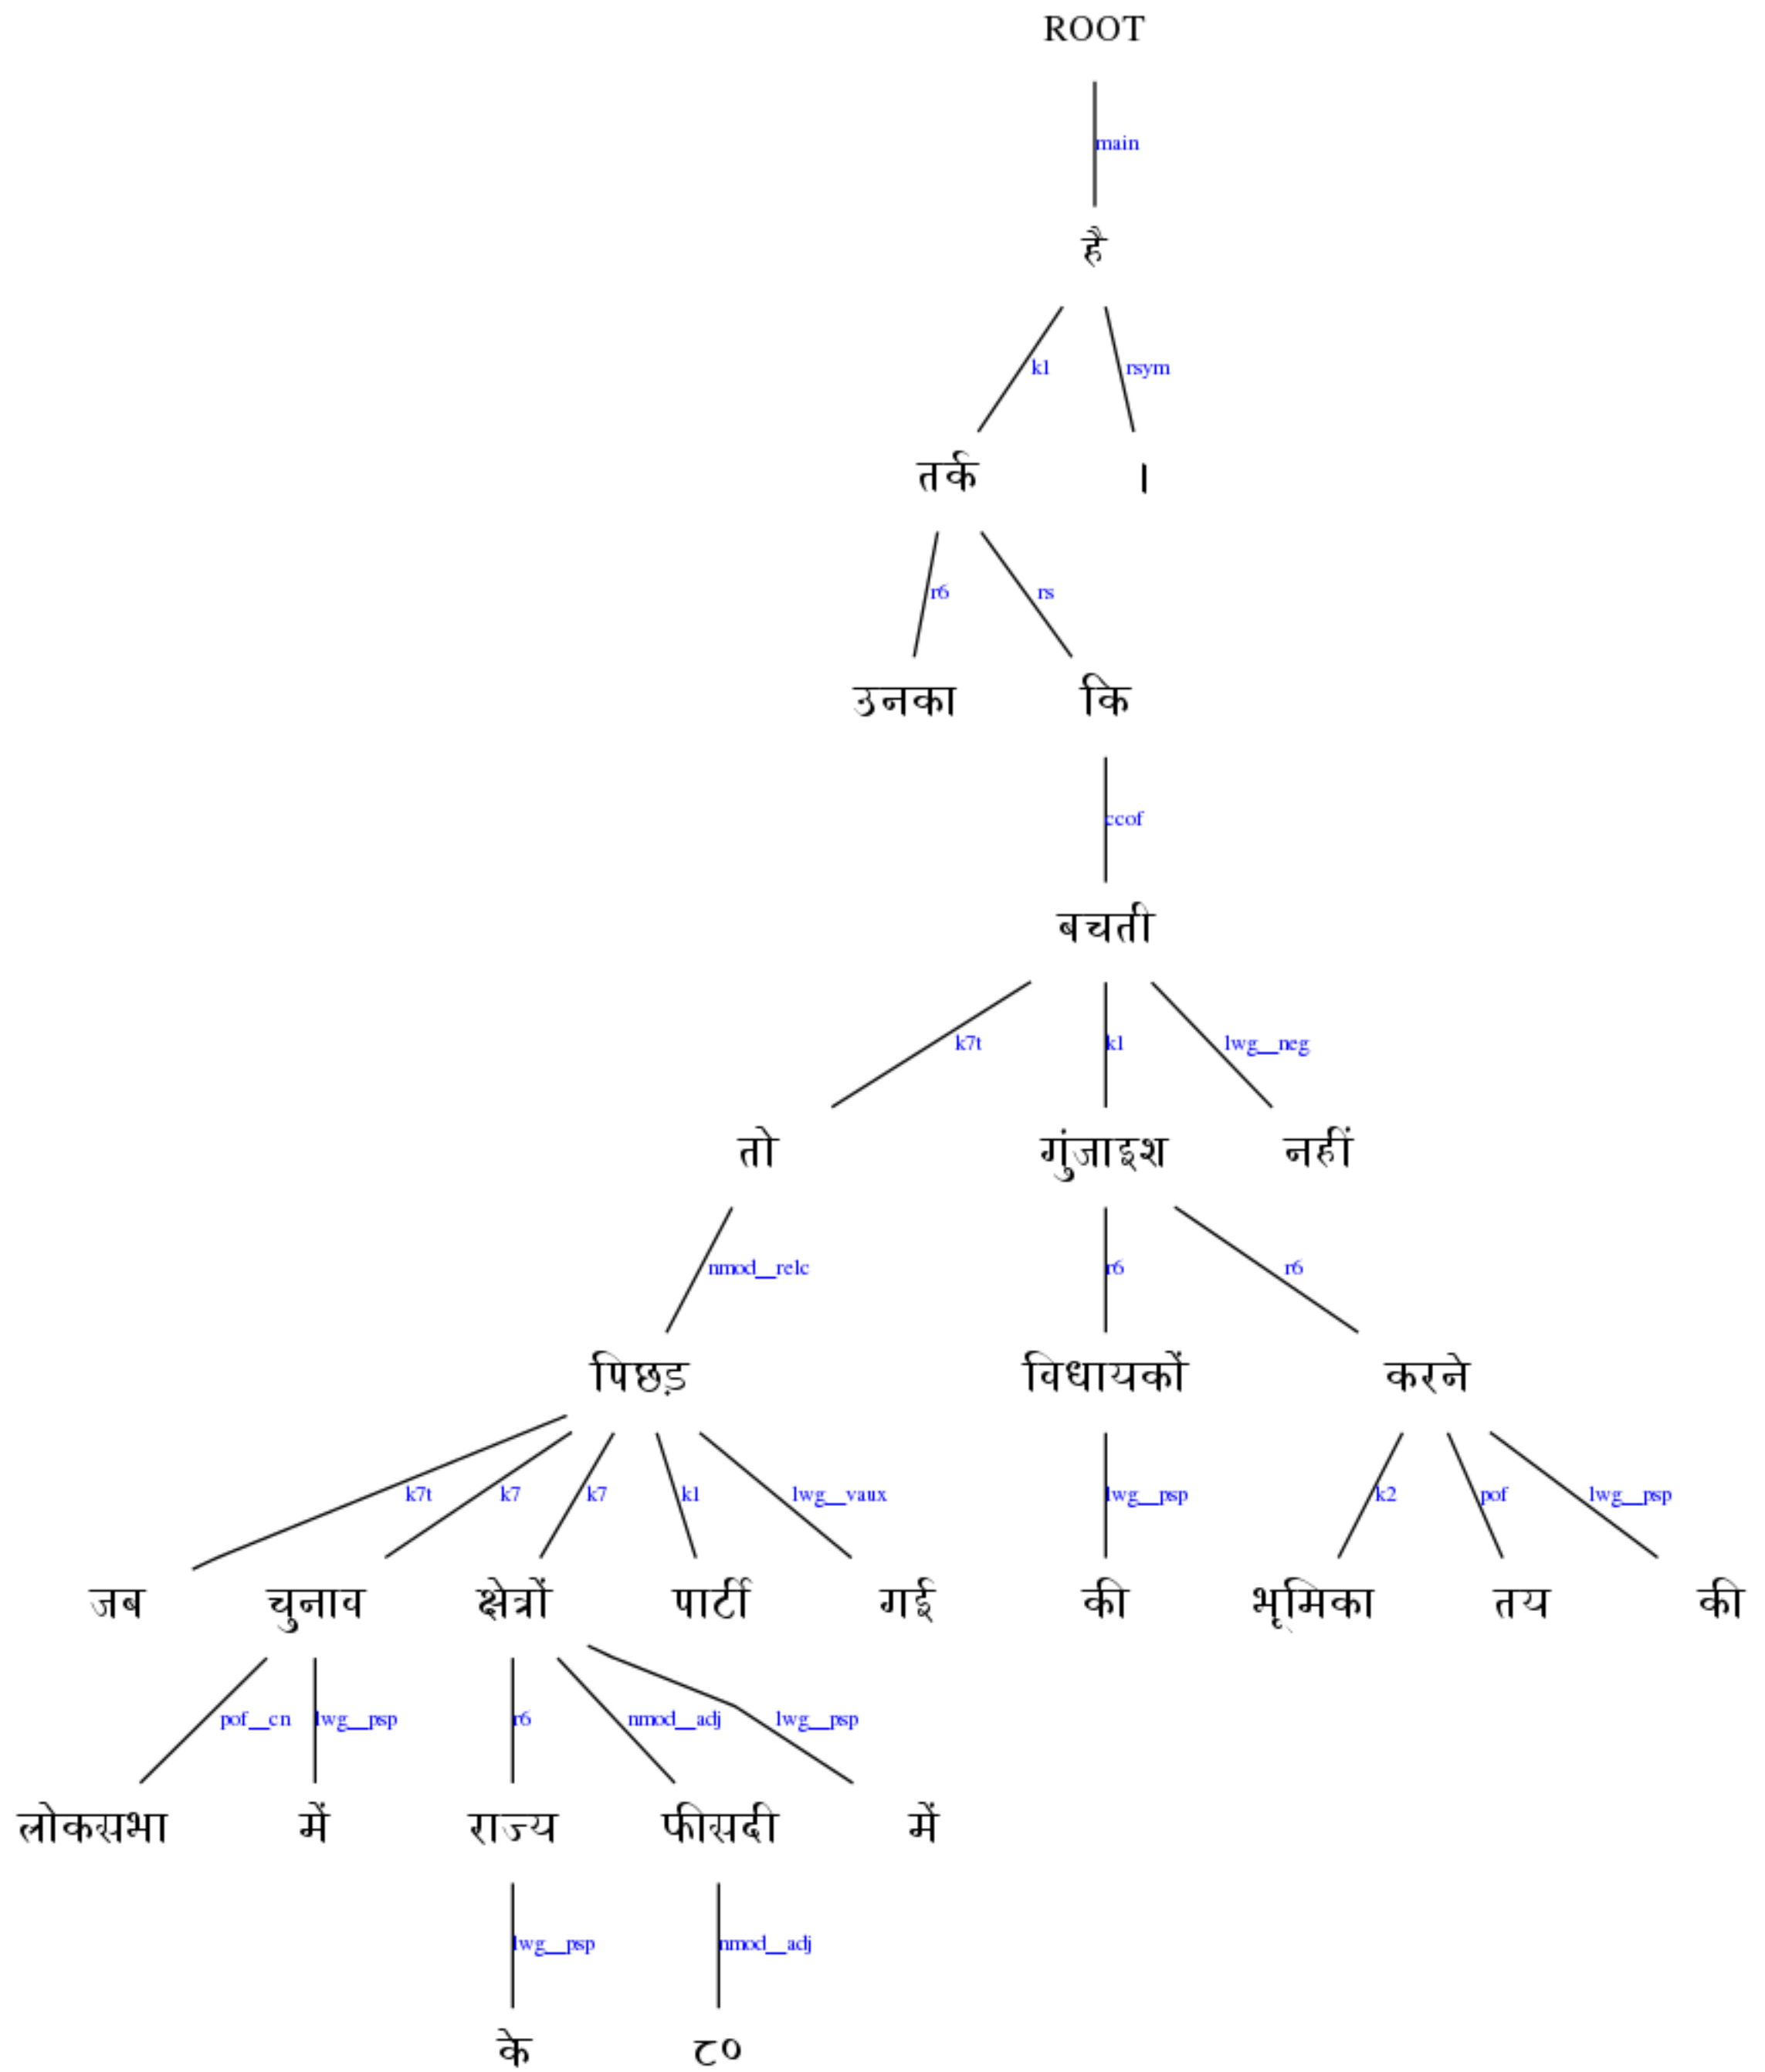 ROOT
main
है
k1 rsym
तर्क ।
r6 rs
उनका कि
ccof
बचती
k7t k1 lwg__neg
तो गुंजाइश नहीं
nmod__relc r6 r6
पिछड़ विधायकों करने
k7t k7 k7 k1 lwg__vaux lwg__psp k2 pof lwg__psp
जब चुनाव क्षेत्रों पार्टी गई की भूमिका तय की
pof__cn lwg__psp r6 nmod__adj lwg__psp
लोकसभा में राज्य फीसदी में
lwg__psp nmod__adj
के ८०